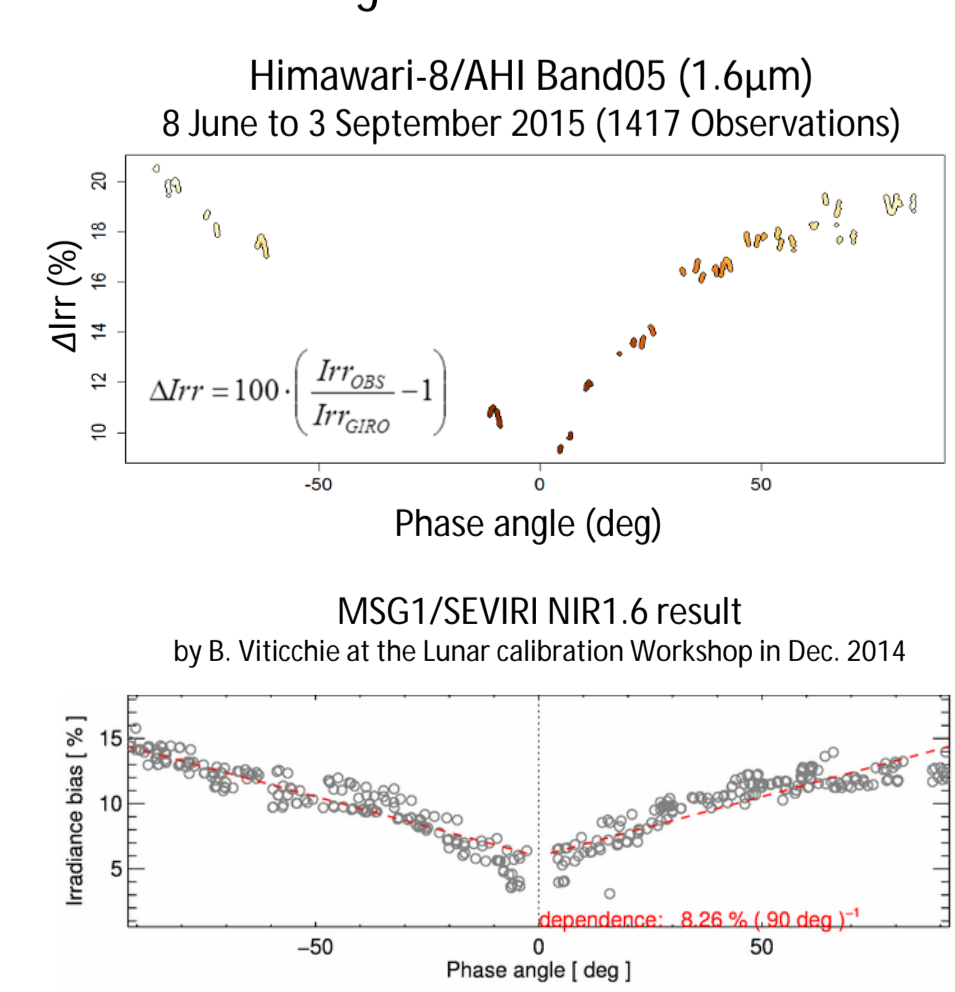 Himawari-8/AHI Band05 (1.6µm)
8 June to 3 September 2015 (1417 Observations)
ΔIrr (%)
20
18
16
14
12
10
ΔIrr = 100 · ( Irr_OBS / Irr_GIRO − 1 )
-50 0 50
Phase angle (deg)
MSG1/SEVIRI NIR1.6 result
by B. Viticchie at the Lunar calibration Workshop in Dec. 2014
Irradiance bias [ % ]
15
10
5
dependence: 8.26 % ( 90 deg )⁻¹
−50 0 50
Phase angle [ deg ]